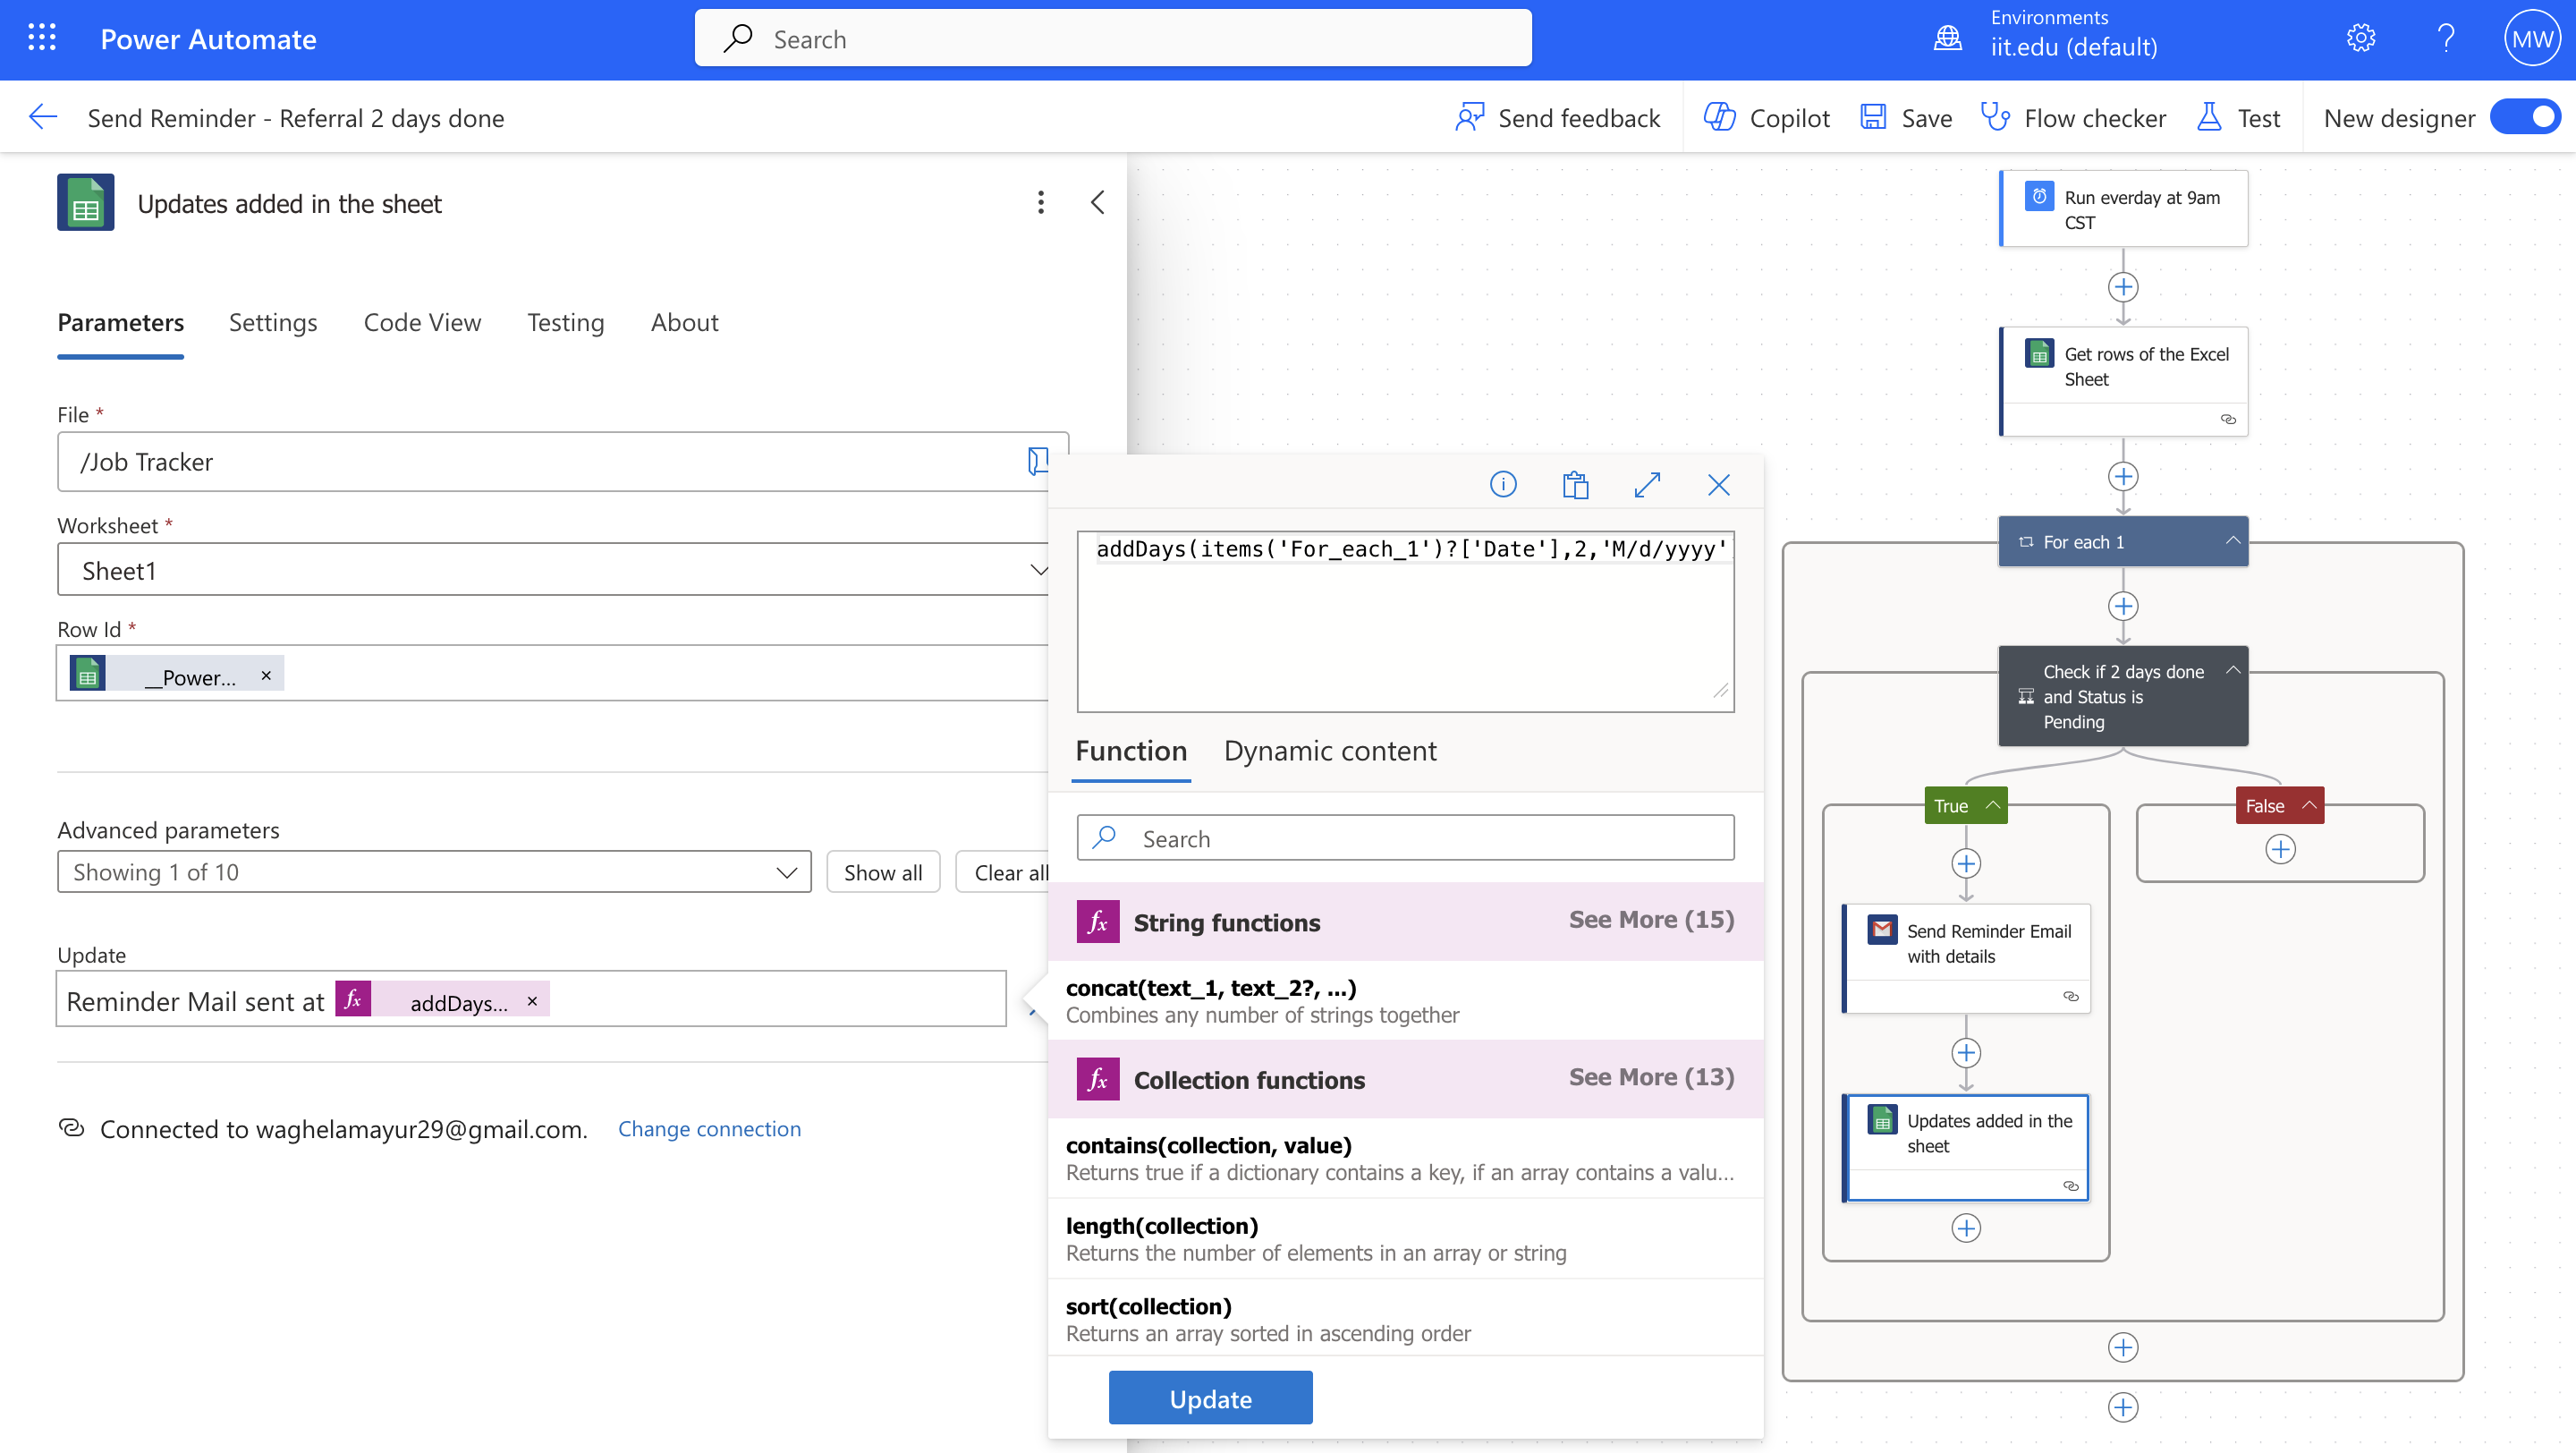 Power Automate
Search
Environments
iit.edu (default)
MW
Send Reminder - Referral 2 days done
Send feedback
Copilot
Save
Flow checker
Test
New designer
Updates added in the sheet
Parameters
Settings
Code View
Testing
About
File *
/Job Tracker
Worksheet *
Sheet1
Row Id *
__Power... ×
Advanced parameters
Showing 1 of 10
Show all
Clear all
Update
Reminder Mail sent at fx addDays... ×
Connected to waghelamayur29@gmail.com.
Change connection
addDays(items('For_each_1')?['Date'],2,'M/d/yyyy'
Function
Dynamic content
Search
fx String functions
See More (15)
concat(text_1, text_2?, ...)
Combines any number of strings together
fx Collection functions
See More (13)
contains(collection, value)
Returns true if a dictionary contains a key, if an array contains a valu...
length(collection)
Returns the number of elements in an array or string
sort(collection)
Returns an array sorted in ascending order
Update
Run everday at 9am
CST
Get rows of the Excel
Sheet
For each 1
Check if 2 days done
and Status is
Pending
True
False
Send Reminder Email
with details
Updates added in the
sheet